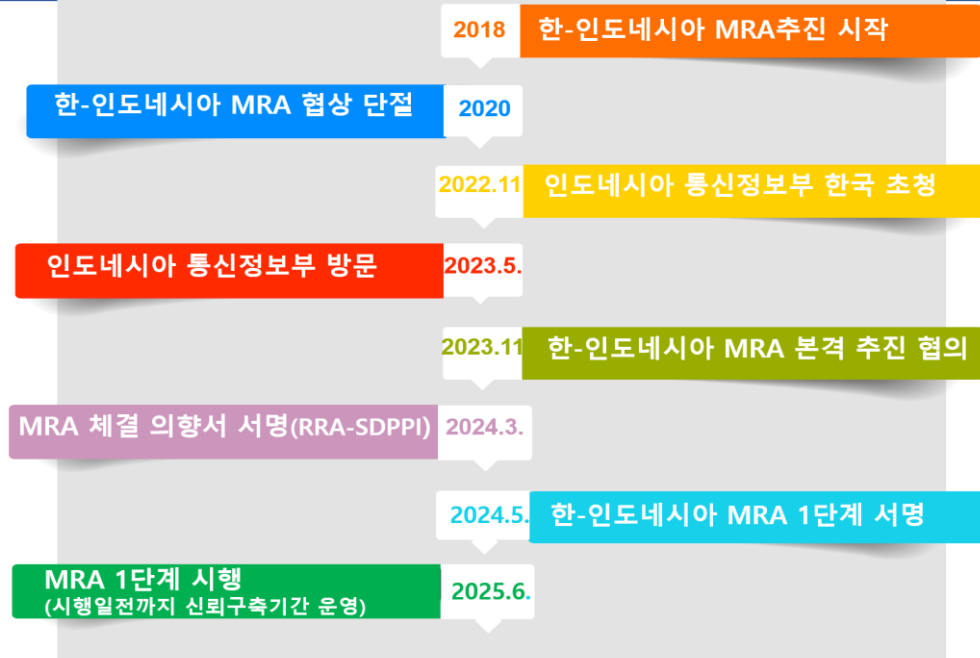 2018 한-인도네시아 MRA추진 시작
한-인도네시아 MRA 협상 단절 2020
2022.11 인도네시아 통신정보부 한국 초청
인도네시아 통신정보부 방문 2023.5.
2023.11 한-인도네시아 MRA 본격 추진 협의
MRA 체결 의향서 서명(RRA-SDPPI) 2024.3.
2024.5. 한-인도네시아 MRA 1단계 서명
MRA 1단계 시행 2025.6.
(시행일전까지 신뢰구축기간 운영)